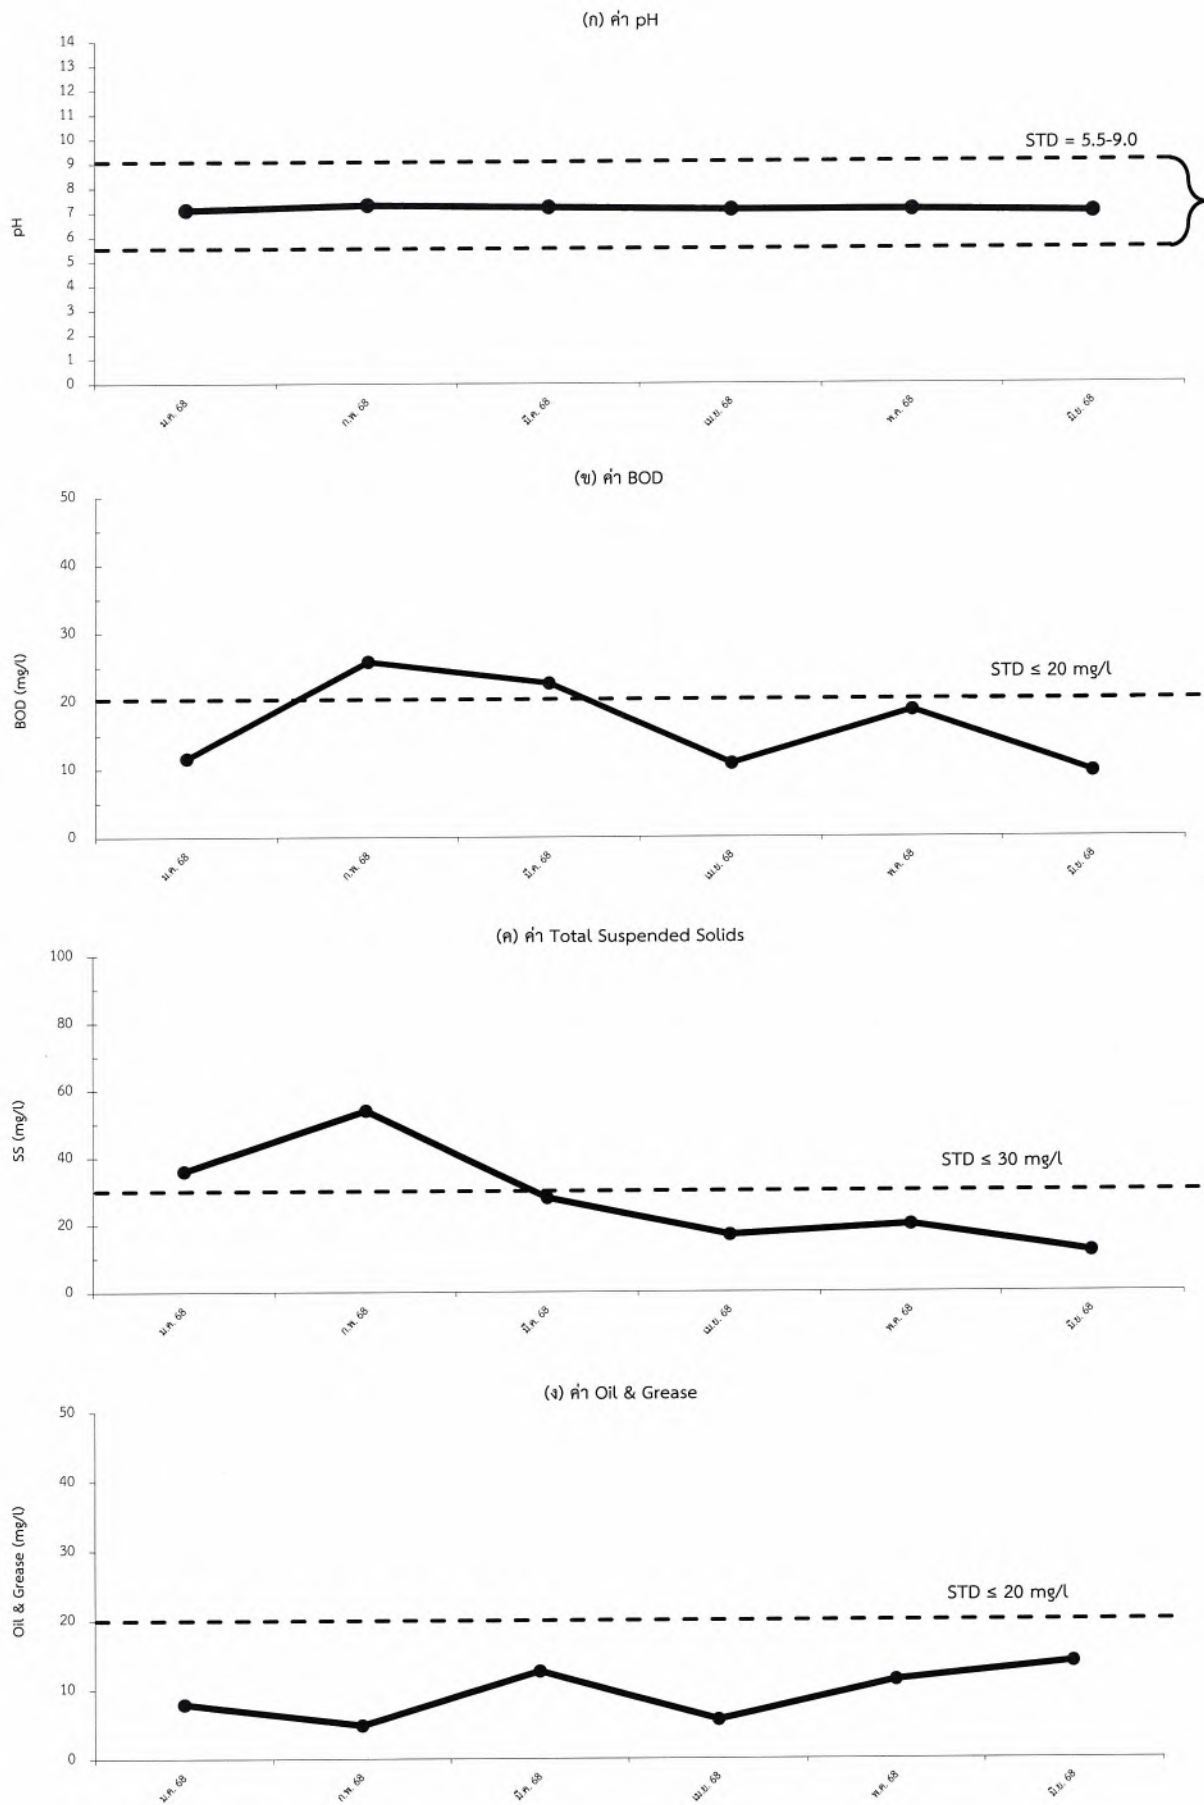 (ก) ค่า pH
14
13
12
11
10
9
8
7
6
5
4
3
2
1
0
pH
STD = 5.5-9.0
ม.ค. 68
ก.พ. 68
มี.ค. 68
เม.ย. 68
พ.ค. 68
มิ.ย. 68
(ข) ค่า BOD
50
40
30
20
10
0
BOD (mg/l)
STD ≤ 20 mg/l
ม.ค. 68
ก.พ. 68
มี.ค. 68
เม.ย. 68
พ.ค. 68
มิ.ย. 68
(ค) ค่า Total Suspended Solids
100
80
60
40
20
0
SS (mg/l)
STD ≤ 30 mg/l
ม.ค. 68
ก.พ. 68
มี.ค. 68
เม.ย. 68
พ.ค. 68
มิ.ย. 68
(ง) ค่า Oil & Grease
50
40
30
20
10
0
Oil & Grease (mg/l)
STD ≤ 20 mg/l
ม.ค. 68
ก.พ. 68
มี.ค. 68
เม.ย. 68
พ.ค. 68
มิ.ย. 68